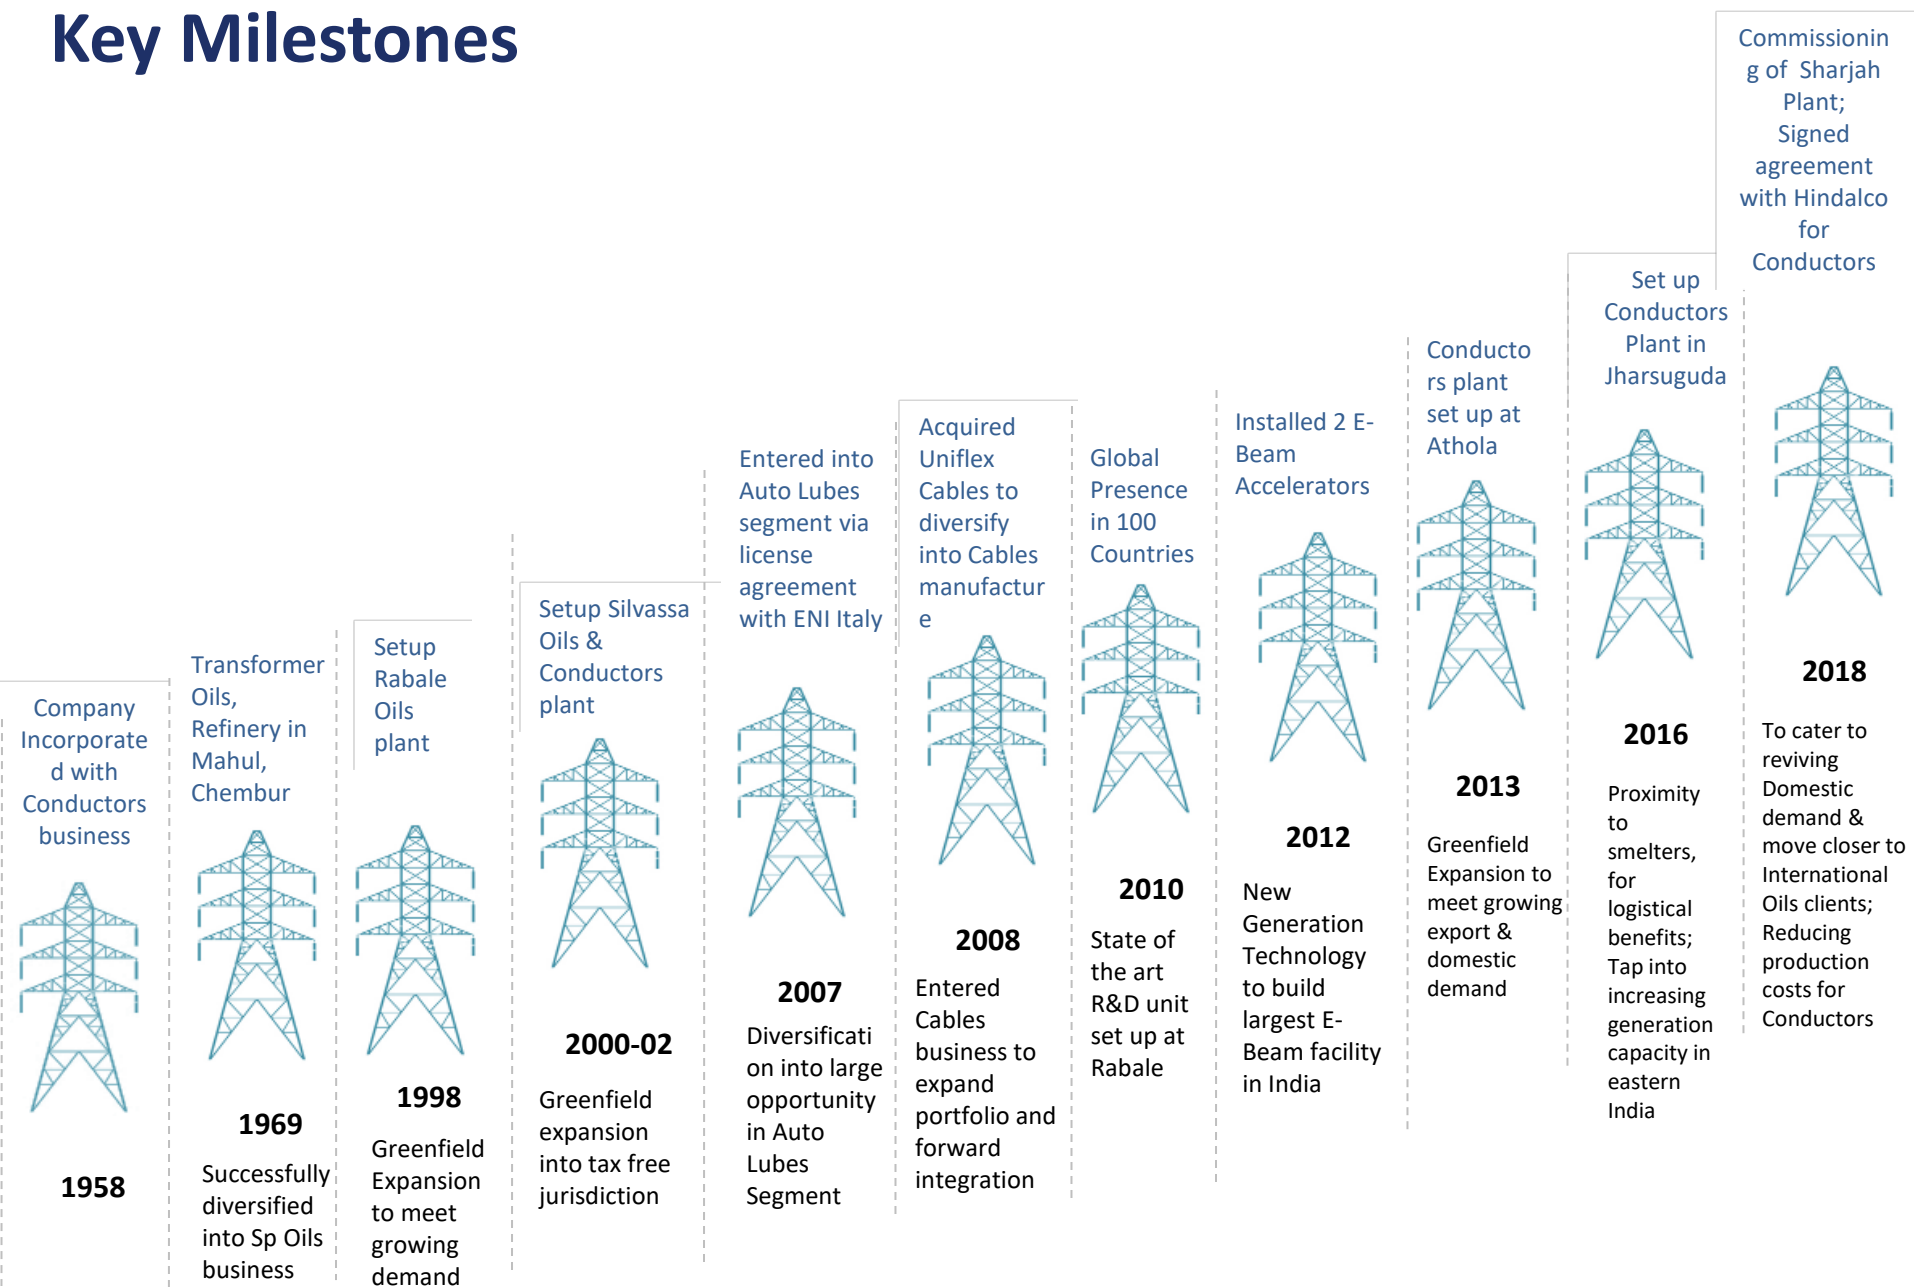 Key Milestones
Company
Incorporate
d with
Conductors
business
1958
Transformer
Oils,
Refinery in
Mahul,
Chembur
1969
Successfully
diversified
into Sp Oils
business
Setup
Rabale
Oils
plant
1998
Greenfield
Expansion
to meet
growing
demand
Setup Silvassa
Oils &
Conductors
plant
2000-02
Greenfield
expansion
into tax free
jurisdiction
Entered into
Auto Lubes
segment via
license
agreement
with ENI Italy
2007
Diversificati
on into large
opportunity
in Auto
Lubes
Segment
Acquired
Uniflex
Cables to
diversify
into Cables
manufactur
e
2008
Entered
Cables
business to
expand
portfolio and
forward
integration
Global
Presence
in 100
Countries
2010
State of
the art
R&D unit
set up at
Rabale
Installed 2 E-
Beam
Accelerators
2012
New
Generation
Technology
to build
largest E-
Beam facility
in India
Conducto
rs plant
set up at
Athola
2013
Greenfield
Expansion to
meet growing
export &
domestic
demand
Set up
Conductors
Plant in
Jharsuguda
2016
Proximity
to
smelters,
for
logistical
benefits;
Tap into
increasing
generation
capacity in
eastern
India
Commissionin
g of Sharjah
Plant;
Signed
agreement
with Hindalco
for
Conductors
2018
To cater to
reviving
Domestic
demand &
move closer to
International
Oils clients;
Reducing
production
costs for
Conductors